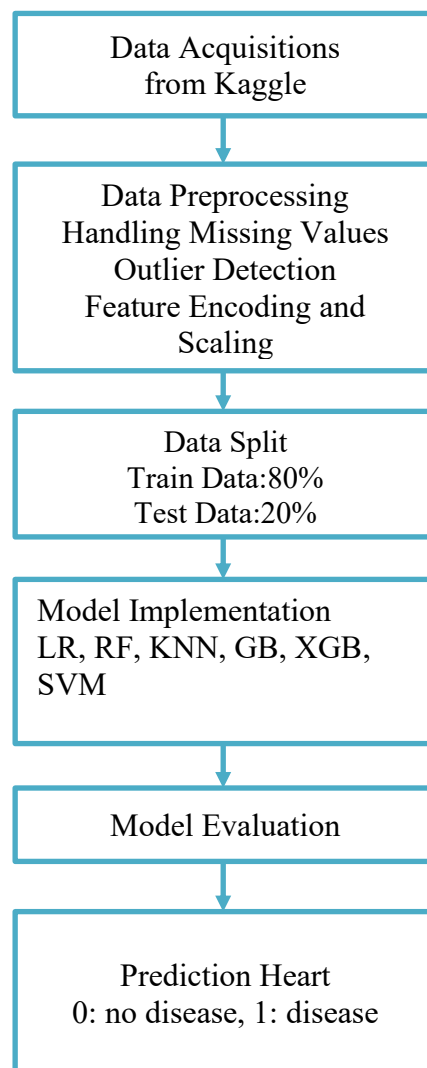 Data Acquisitions
from Kaggle
Data Preprocessing
Handling Missing Values
Outlier Detection
Feature Encoding and
Scaling
Data Split
Train Data:80%
Test Data:20%
Model Implementation
LR, RF, KNN, GB, XGB,
SVM
Model Evaluation
Prediction Heart
0: no disease, 1: disease